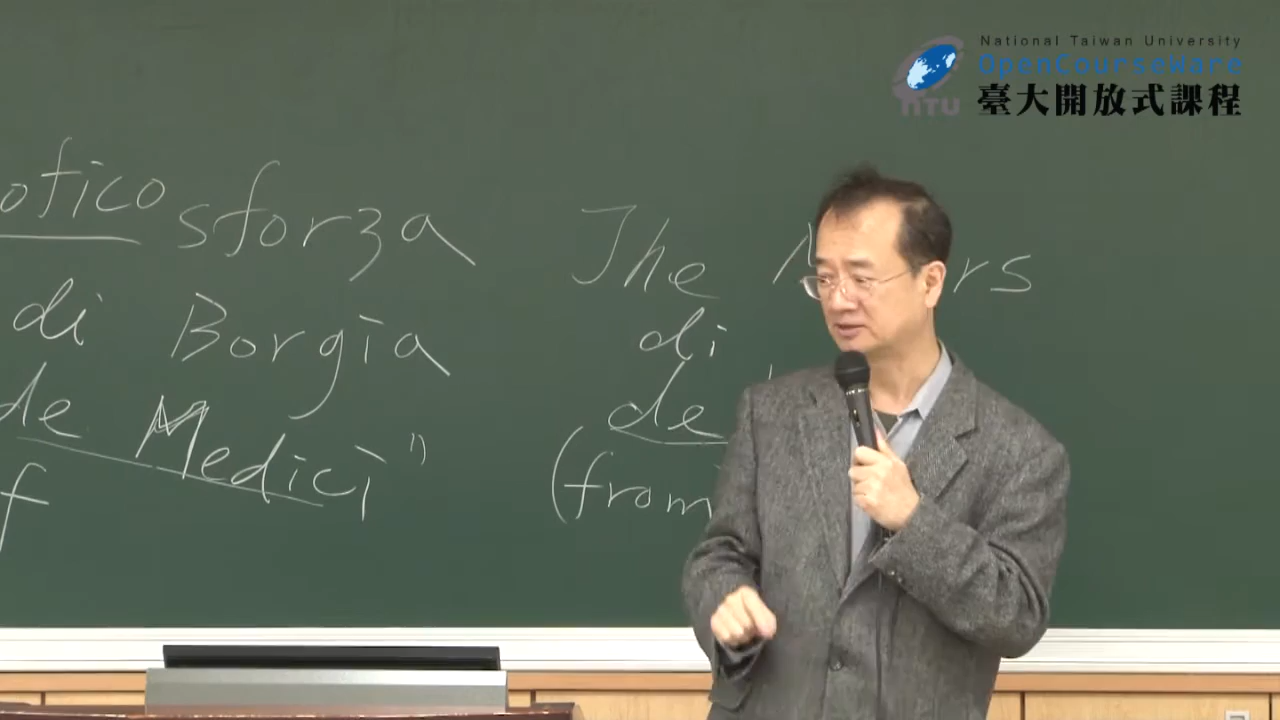 National Taiwan University
OpenCourseWare
臺大開放式課程
NTU
otico sforza
di Borgia
de Medici
f
The
rs
di
de
(from